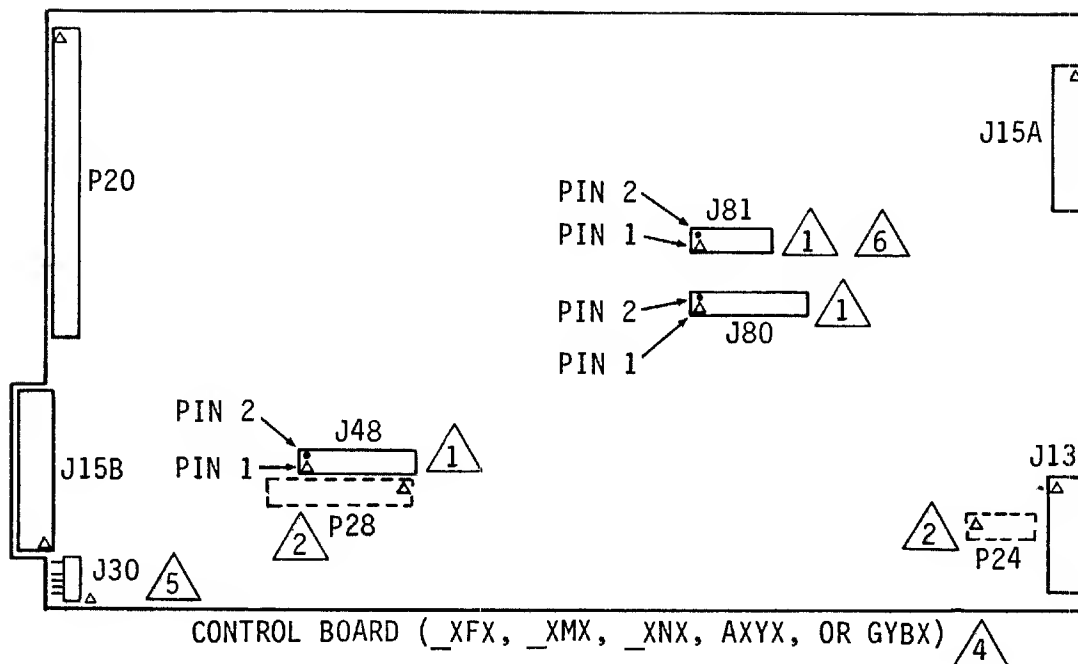 J15A
P20
PIN 2
J81
PIN 1
1
6
PIN 2
1
J80
PIN 1
PIN 2
J48
PIN 1
1
J15B
P28
2
J13
2
P24
J30
5
CONTROL BOARD (_XFX, _XMX, _XNX, AXYX, OR GYBX)
4